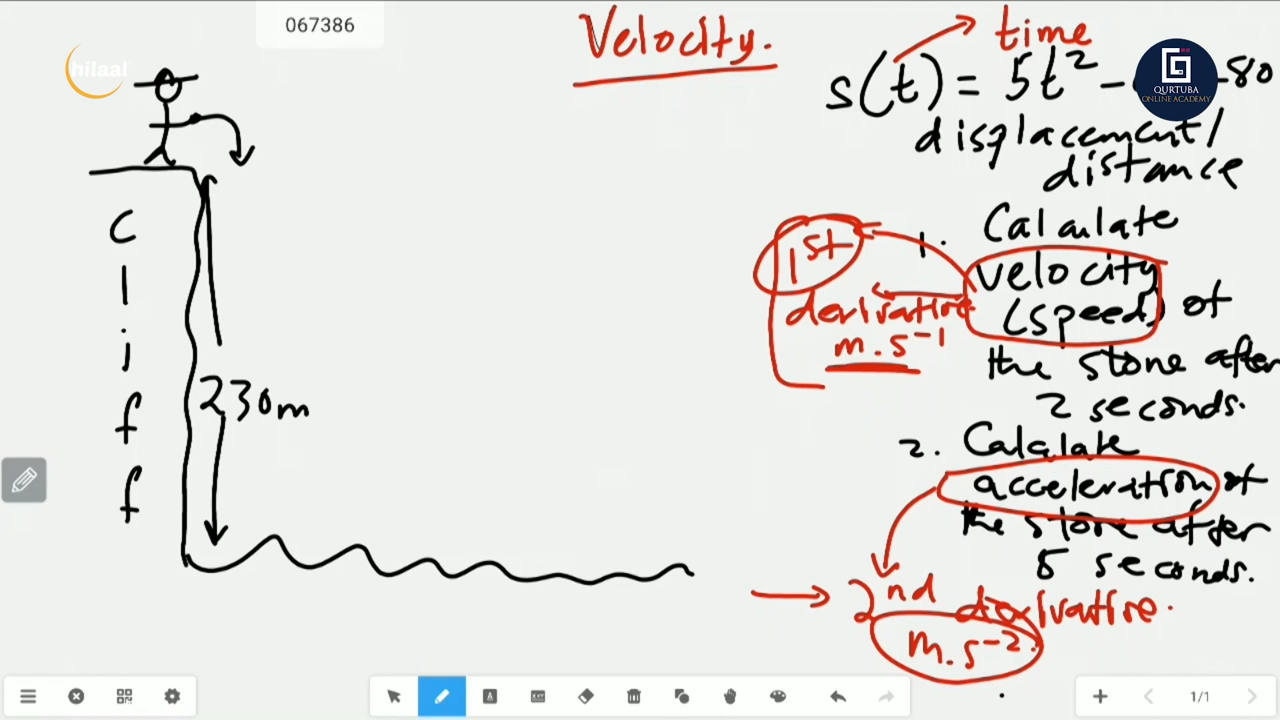 067386
hilaal
Velocity.
time
s(t) = 5t² - -80
QURTUBA
ONLINE ACADEMY
displacement/
distance
1. Calculate
velocity
(speed) of
the stone after
2 seconds.
1st
derivative
m.s⁻¹
2. Calculate
acceleration of
the stone after
5 seconds.
2nd derivative.
m.s⁻².
Cliff
230m
1/1